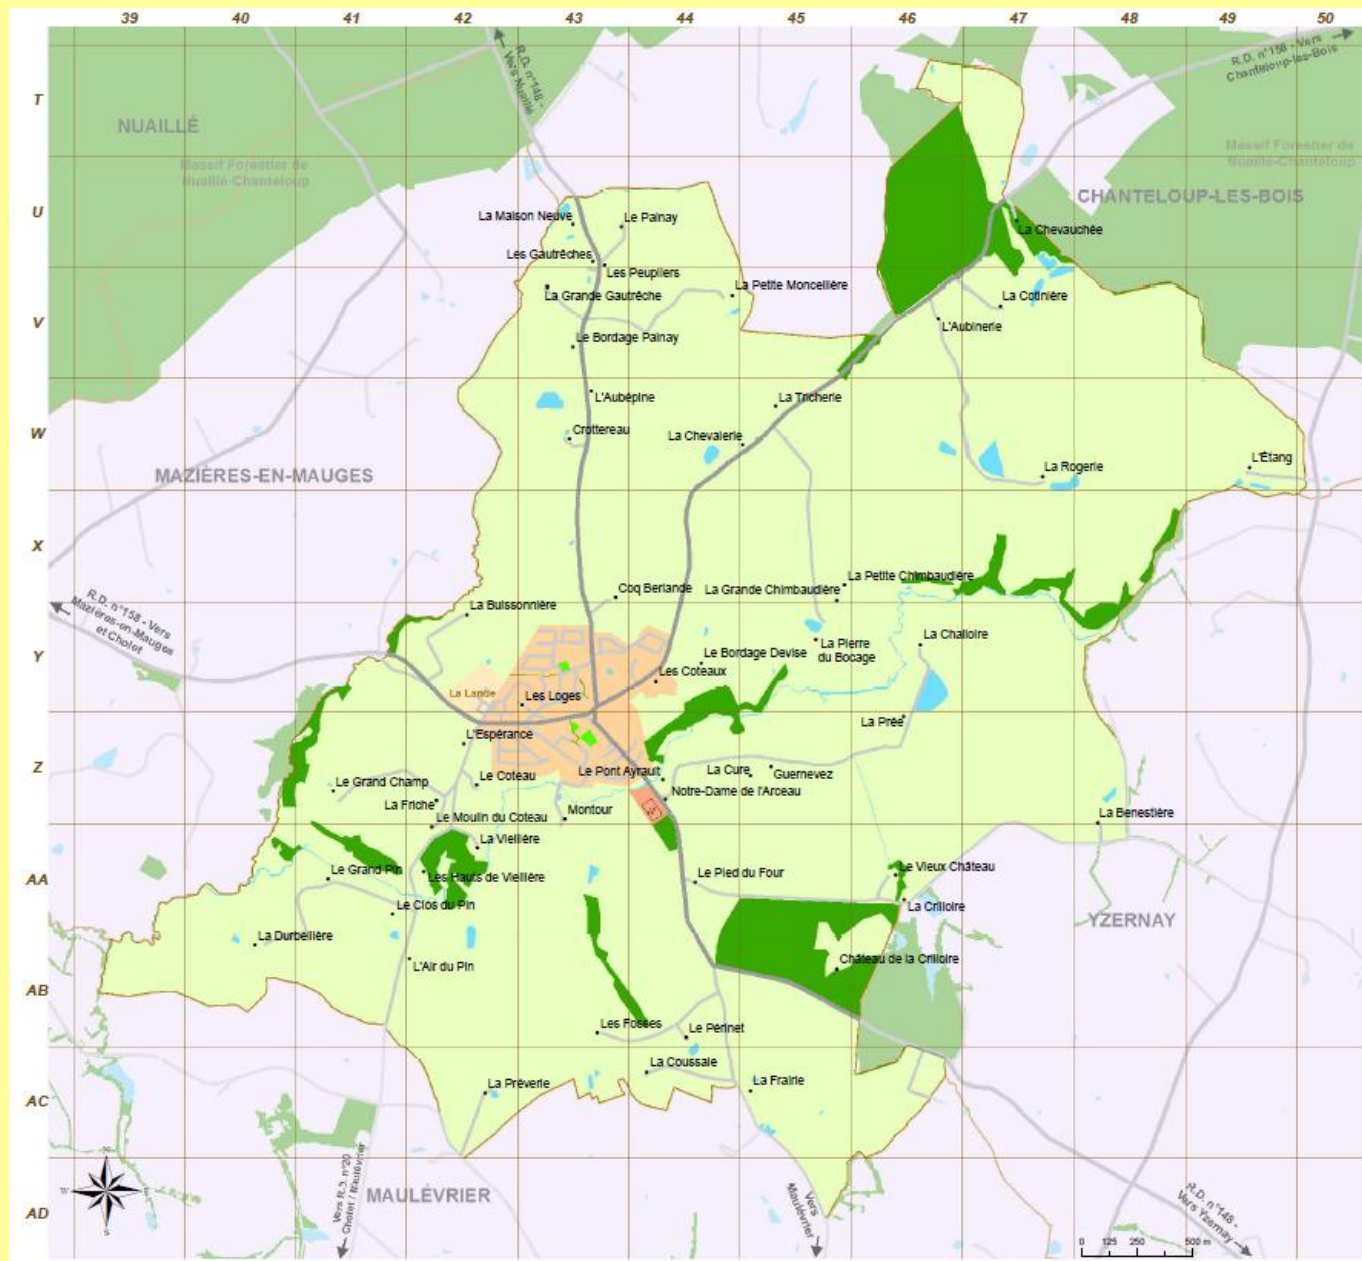 39 40 41 42 43 44 45 46 47 48 49 50
R.D. n°148 -
Vers Nuaillé
R.D. n°158 - Vers
Chanteloup-les-Bois
T
NUAILLÉ
Massif Forestier de
Nuaillé-Chanteloup
Massif Forestier de
Nuaillé-Chanteloup
CHANTELOUP-LES-BOIS
U
La Maison Neuve
Le Painay
La Chevauchée
Les Gautrêches
Les Peupliers
La Petite Moncellière
La Grande Gautrêche
La Cotinière
V
L'Aubinerie
Le Bordage Painay
L'Aubépine
La Tricherie
W
Crottereau
La Chevalerie
L'Étang
La Rogerie
MAZIÈRES-EN-MAUGES
X
La Petite Chimbaudière
La Grande Chimbaudière
Coq Berlande
R.D. n°158 - Vers
Mazières-en-Mauges
et Cholet
La Buissonnière
La Challoire
La Pierre
du Bocage
Y
Le Bordage Devise
Les Coteaux
La Lande
Les Loges
La Prée
L'Espérance
Z
Le Pont Ayrault
La Cure
Guernevez
Le Coteau
Le Grand Champ
Notre-Dame de l'Arceau
La Friche
Montour
La Benestière
Le Moulin du Coteau
La Vieillère
Le Grand Pin
Les Hauts de Vieillère
Le Pied du Four
Le Vieux Château
AA
La Crilloire
Le Clos du Pin
YZERNAY
La Durbellière
L'Air du Pin
Château de la Crilloire
AB
Les Fosses
Le Périnet
La Coussaie
La Préverie
La Frairie
AC
Vers R.D. n°20
Cholet / Maulévrier
MAULÉVRIER
Vers
Maulévrier
R.D. n°148 -
Vers Yzernay
N
W E
S
AD
0 125 250 500 m